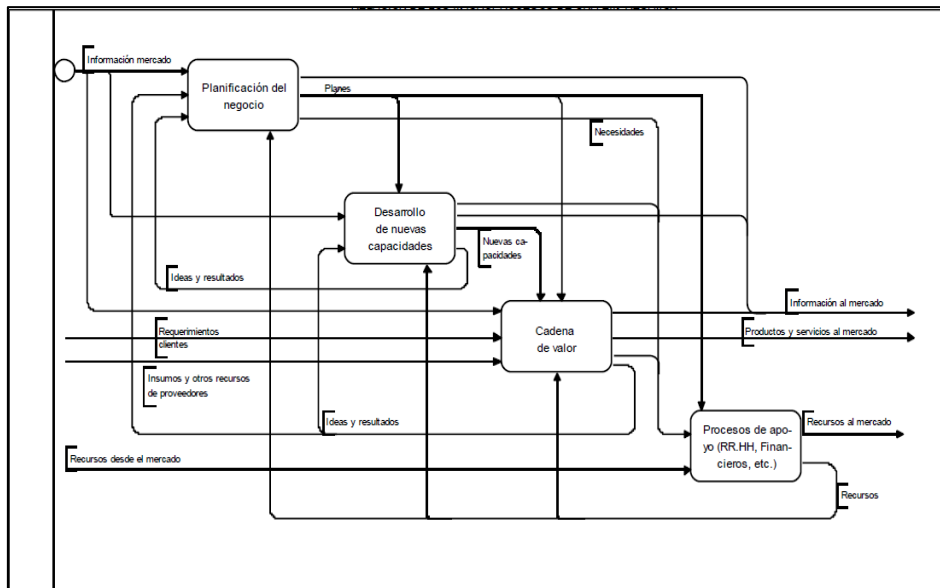 Información mercado
Planificación del
negocio
Planes
Necesidades
Desarrollo
de nuevas
capacidades
Nuevas ca-
pacidades
Ideas y resultados
Información al mercado
Cadena
de valor
Requerimientos
clientes
Productos y servicios al mercado
Insumos y otros recursos
de proveedores
Ideas y resultados
Procesos de apo-
yo (RR.HH, Finan-
cieros, etc.)
Recursos al mercado
Recursos desde el mercado
Recursos